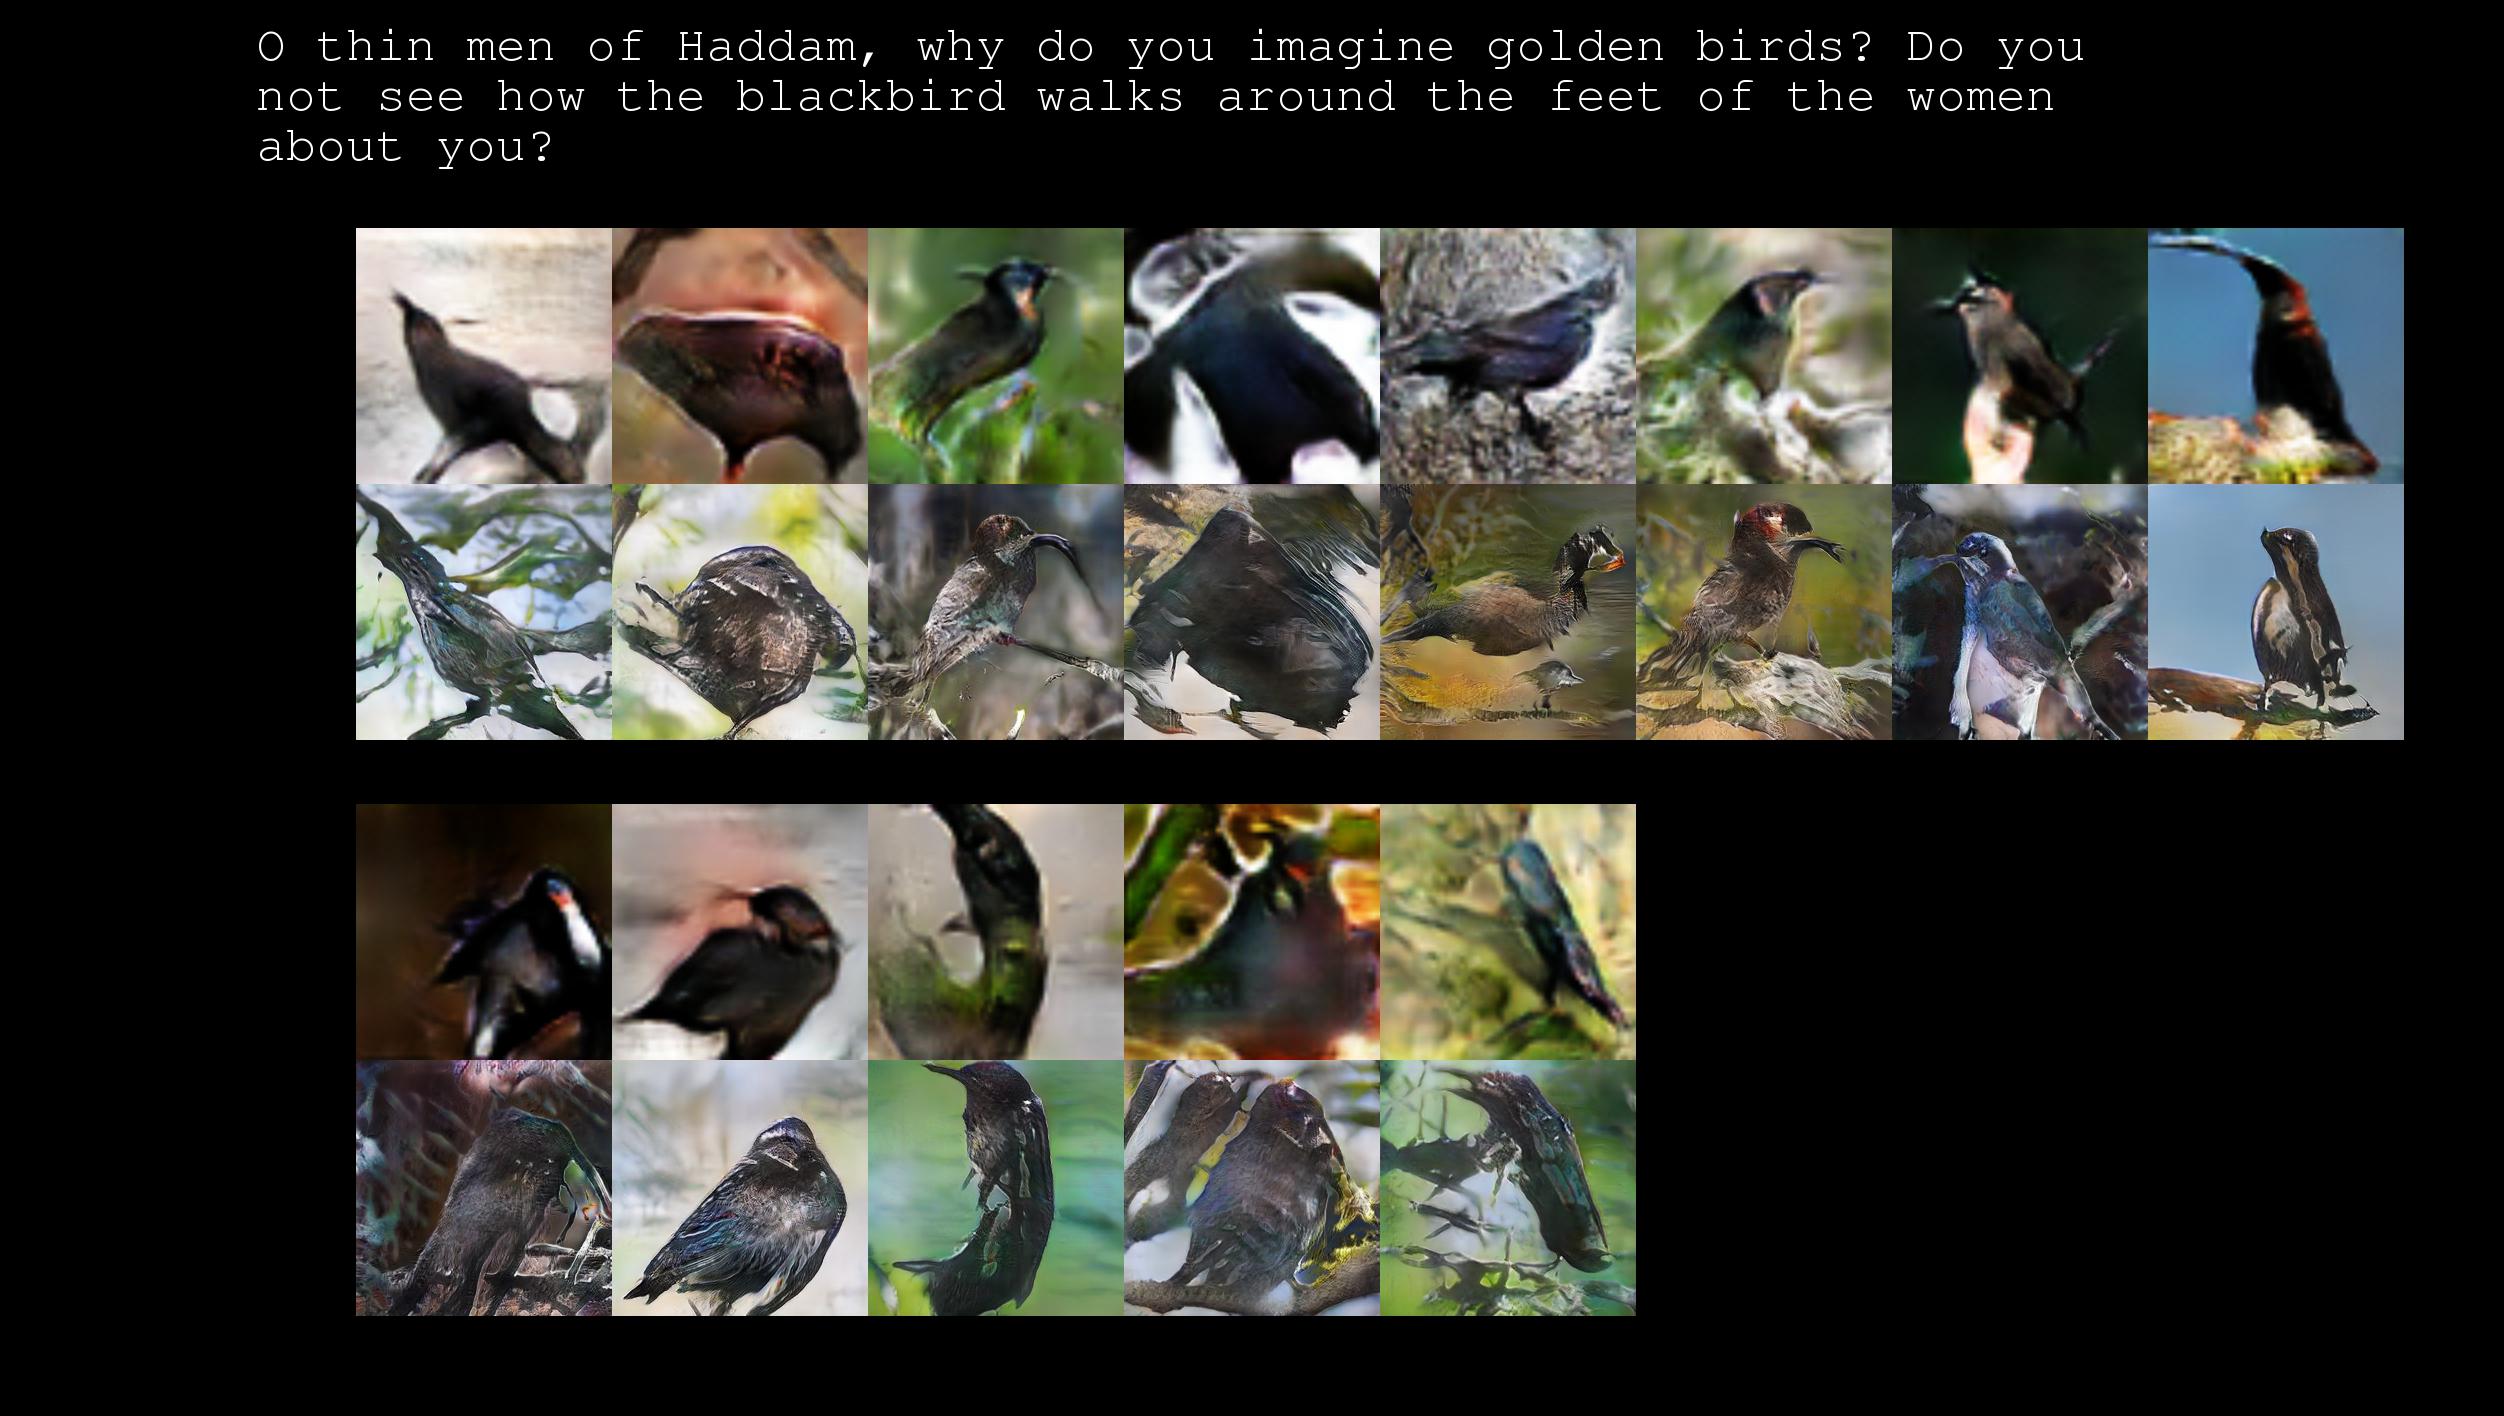 O thin men of Haddam, why do you imagine golden birds? Do you
not see how the blackbird walks around the feet of the women
about you?